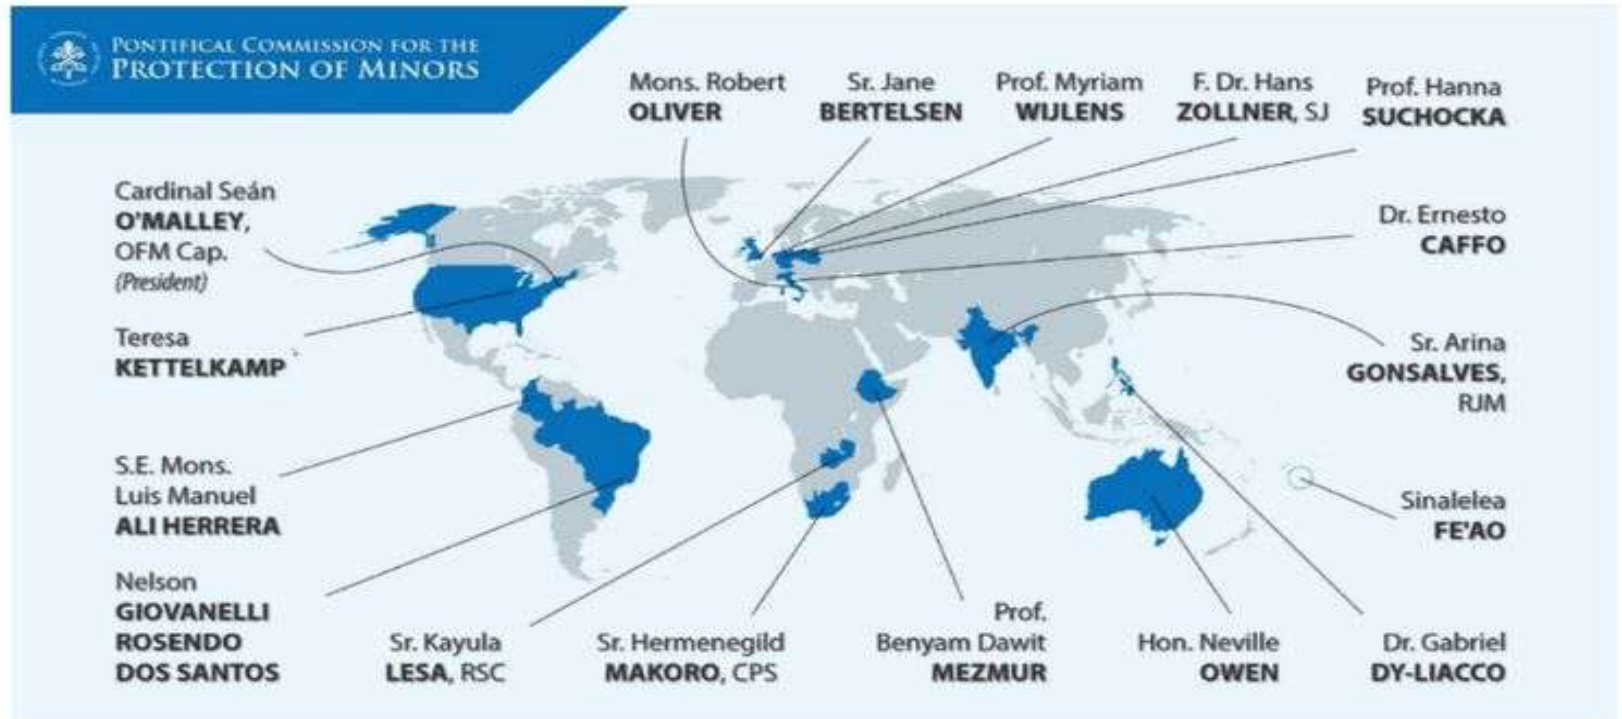 PONTIFICAL COMMISSION FOR THE
PROTECTION OF MINORS
Mons. Robert
OLIVER
Sr. Jane
BERTELSEN
Prof. Myriam
WIJLENS
F. Dr. Hans
ZOLLNER, SJ
Prof. Hanna
SUCHOCKA
Cardinal Seán
O'MALLEY,
OFM Cap.
(President)
Dr. Ernesto
CAFFO
Teresa
KETTELKAMP
Sr. Arina
GONSALVES,
RJM
S.E. Mons.
Luis Manuel
ALI HERRERA
Sinalelea
FE'AO
Nelson
GIOVANELLI
ROSENDO
DOS SANTOS
Sr. Kayula
LESA, RSC
Sr. Hermenegild
MAKORO, CPS
Prof.
Benyam Dawit
MEZMUR
Hon. Neville
OWEN
Dr. Gabriel
DY-LIACCO